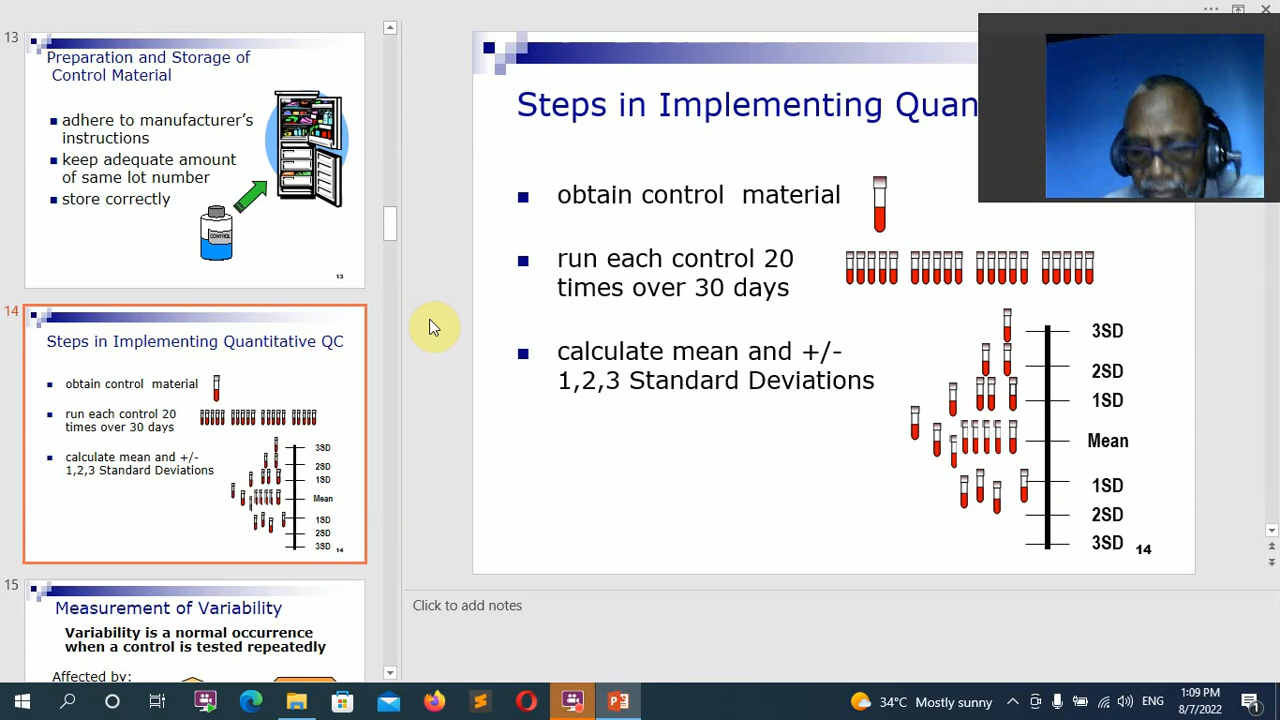 13
Preparation and Storage of
Control Material
adhere to manufacturer's
instructions
keep adequate amount
of same lot number
store correctly
CONTROL
13
14
Steps in Implementing Quantitative QC
obtain control material
run each control 20
times over 30 days
calculate mean and +/-
1,2,3 Standard Deviations
3SD
2SD
1SD
Mean
1SD
2SD
3SD
14
15
Measurement of Variability
Variability is a normal occurrence
when a control is tested repeatedly
Affected by:
Steps in Implementing Quan
obtain control material
run each control 20
times over 30 days
calculate mean and +/-
1,2,3 Standard Deviations
3SD
2SD
1SD
Mean
1SD
2SD
3SD
14
Click to add notes
34°C Mostly sunny
ENG
1:09 PM
8/7/2022